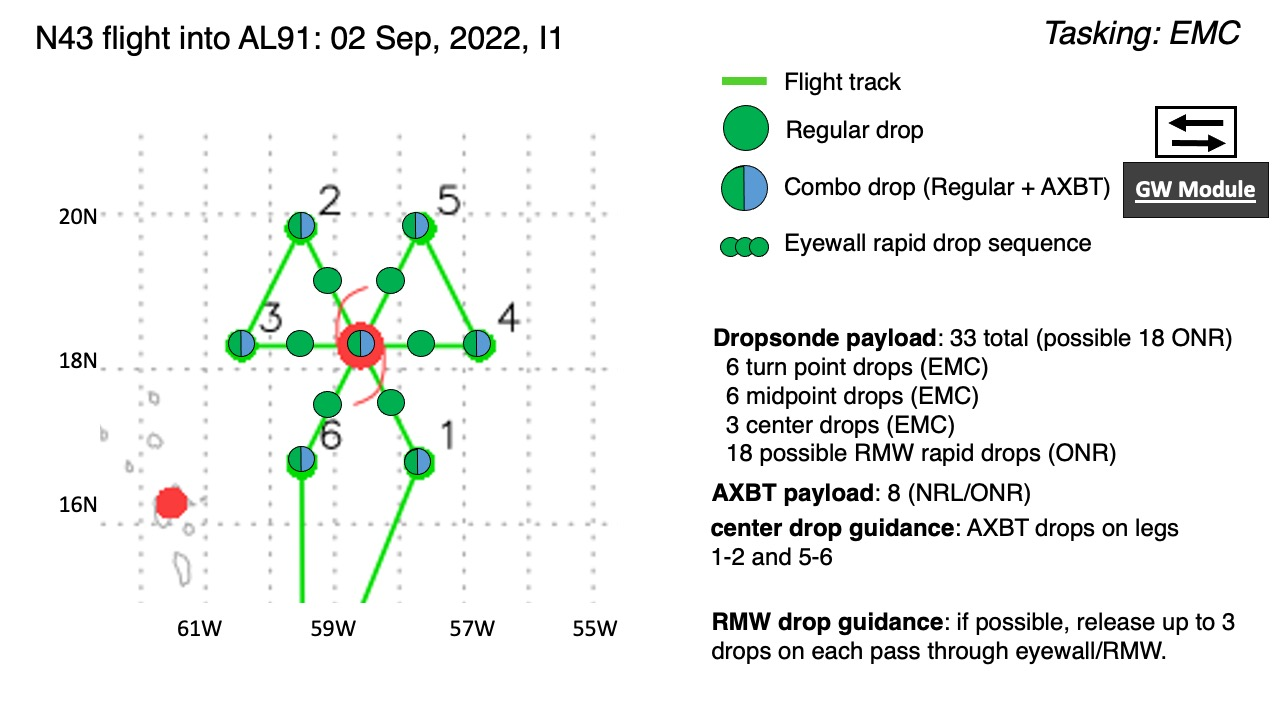 N43 flight into AL91: 02 Sep, 2022, I1
Tasking: EMC
Flight track
Regular drop
Combo drop (Regular + AXBT)
GW Module
Eyewall rapid drop sequence
2
5
20N
3
4
18N
6
1
16N
61W
59W
57W
55W
Dropsonde payload: 33 total (possible 18 ONR)
6 turn point drops (EMC)
6 midpoint drops (EMC)
3 center drops (EMC)
18 possible RMW rapid drops (ONR)
AXBT payload: 8 (NRL/ONR)
center drop guidance: AXBT drops on legs
1-2 and 5-6
RMW drop guidance: if possible, release up to 3
drops on each pass through eyewall/RMW.